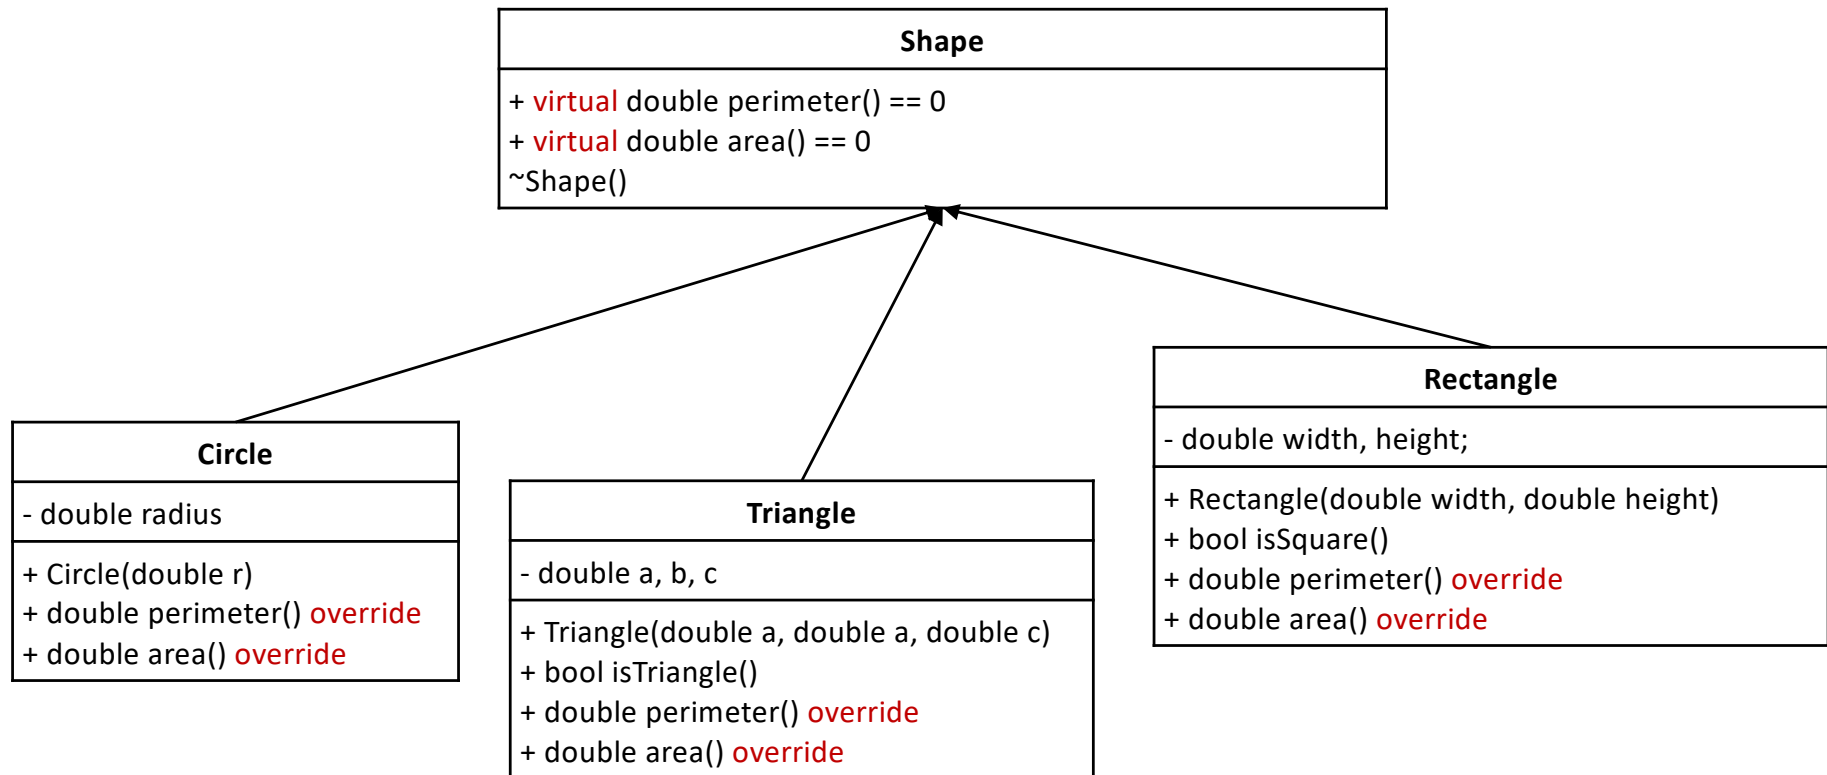 Shape
+ virtual double perimeter() == 0
+ virtual double area() == 0
~Shape()
Circle
- double radius
+ Circle(double r)
+ double perimeter() override
+ double area() override
Triangle
- double a, b, c
+ Triangle(double a, double a, double c)
+ bool isTriangle()
+ double perimeter() override
+ double area() override
Rectangle
- double width, height;
+ Rectangle(double width, double height)
+ bool isSquare()
+ double perimeter() override
+ double area() override